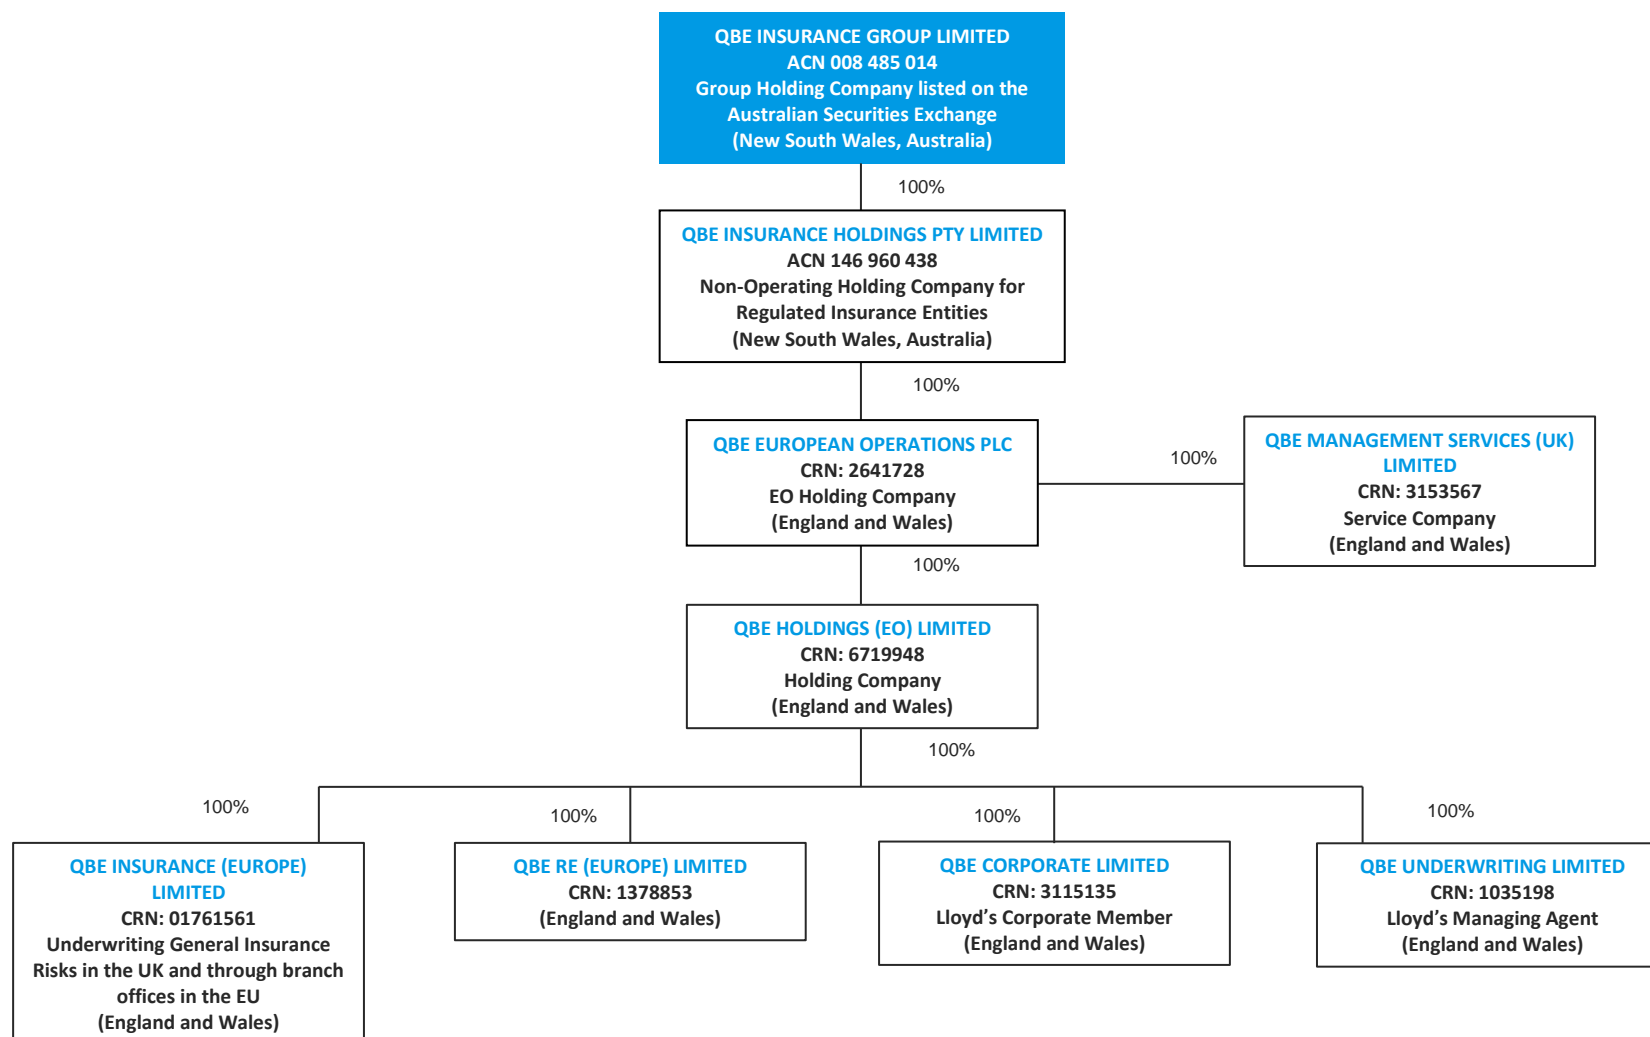 QBE INSURANCE GROUP LIMITED
ACN 008 485 014
Group Holding Company listed on the
Australian Securities Exchange
(New South Wales, Australia)
100%
QBE INSURANCE HOLDINGS PTY LIMITED
ACN 146 960 438
Non-Operating Holding Company for
Regulated Insurance Entities
(New South Wales, Australia)
100%
QBE EUROPEAN OPERATIONS PLC
CRN: 2641728
EO Holding Company
(England and Wales)
100%
QBE MANAGEMENT SERVICES (UK)
LIMITED
CRN: 3153567
Service Company
(England and Wales)
100%
QBE HOLDINGS (EO) LIMITED
CRN: 6719948
Holding Company
(England and Wales)
100%
100%
QBE INSURANCE (EUROPE)
LIMITED
CRN: 01761561
Underwriting General Insurance
Risks in the UK and through branch
offices in the EU
(England and Wales)
100%
QBE RE (EUROPE) LIMITED
CRN: 1378853
(England and Wales)
100%
QBE CORPORATE LIMITED
CRN: 3115135
Lloyd’s Corporate Member
(England and Wales)
100%
QBE UNDERWRITING LIMITED
CRN: 1035198
Lloyd’s Managing Agent
(England and Wales)